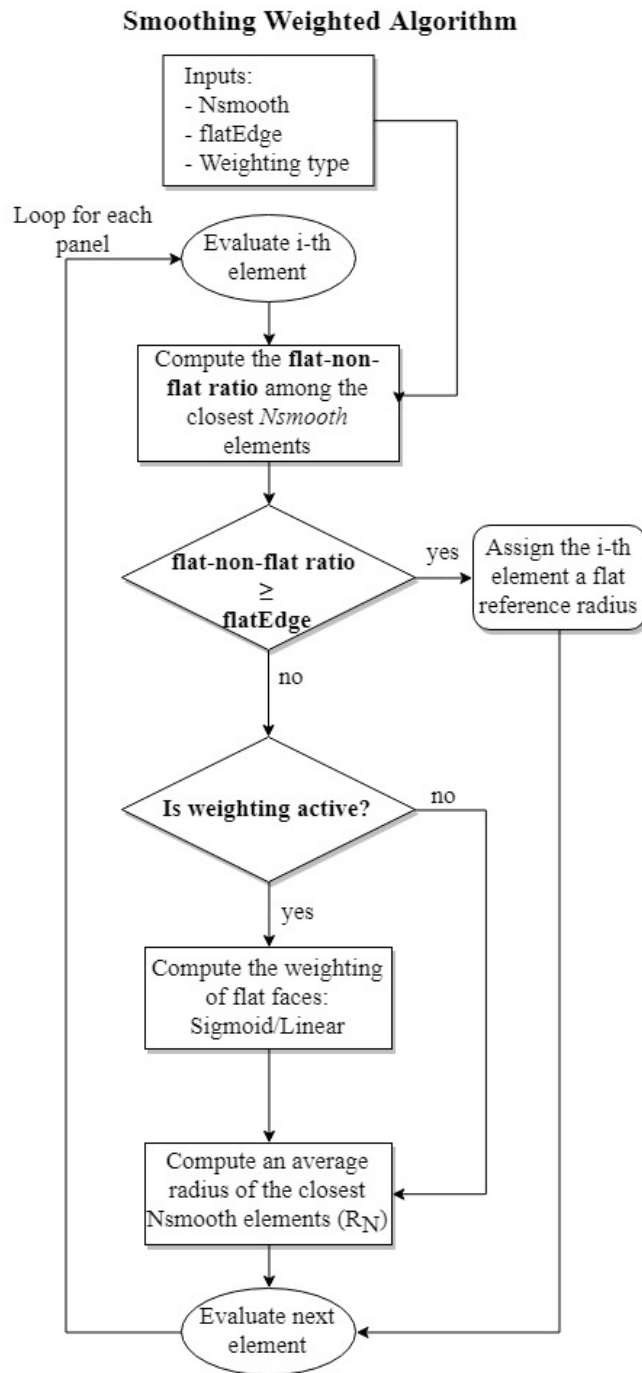 Smoothing Weighted Algorithm
Inputs:
- Nsmooth
- flatEdge
- Weighting type
Loop for each
panel
Evaluate i-th
element
Compute the flat-non-
flat ratio among the
closest Nsmooth
elements
flat-non-flat ratio
≥
flatEdge
yes
Assign the i-th
element a flat
reference radius
no
Is weighting active?
no
yes
Compute the weighting
of flat faces:
Sigmoid/Linear
Compute an average
radius of the closest
Nsmooth elements (RN)
Evaluate next
element